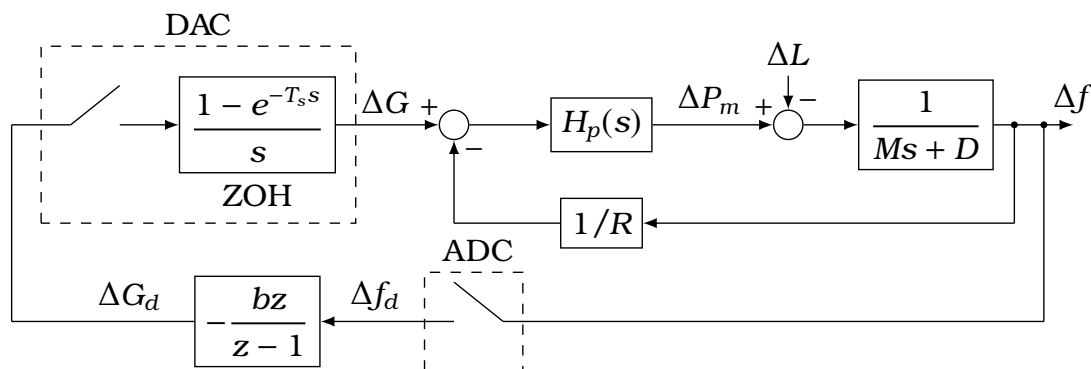 DAC
1 − e^{−T_s s}
s
ZOH
ΔG
+
−
H_p(s)
ΔP_m
+
ΔL
−
1
Ms + D
Δf
1/R
ADC
ΔG_d
− bz
z − 1
Δf_d